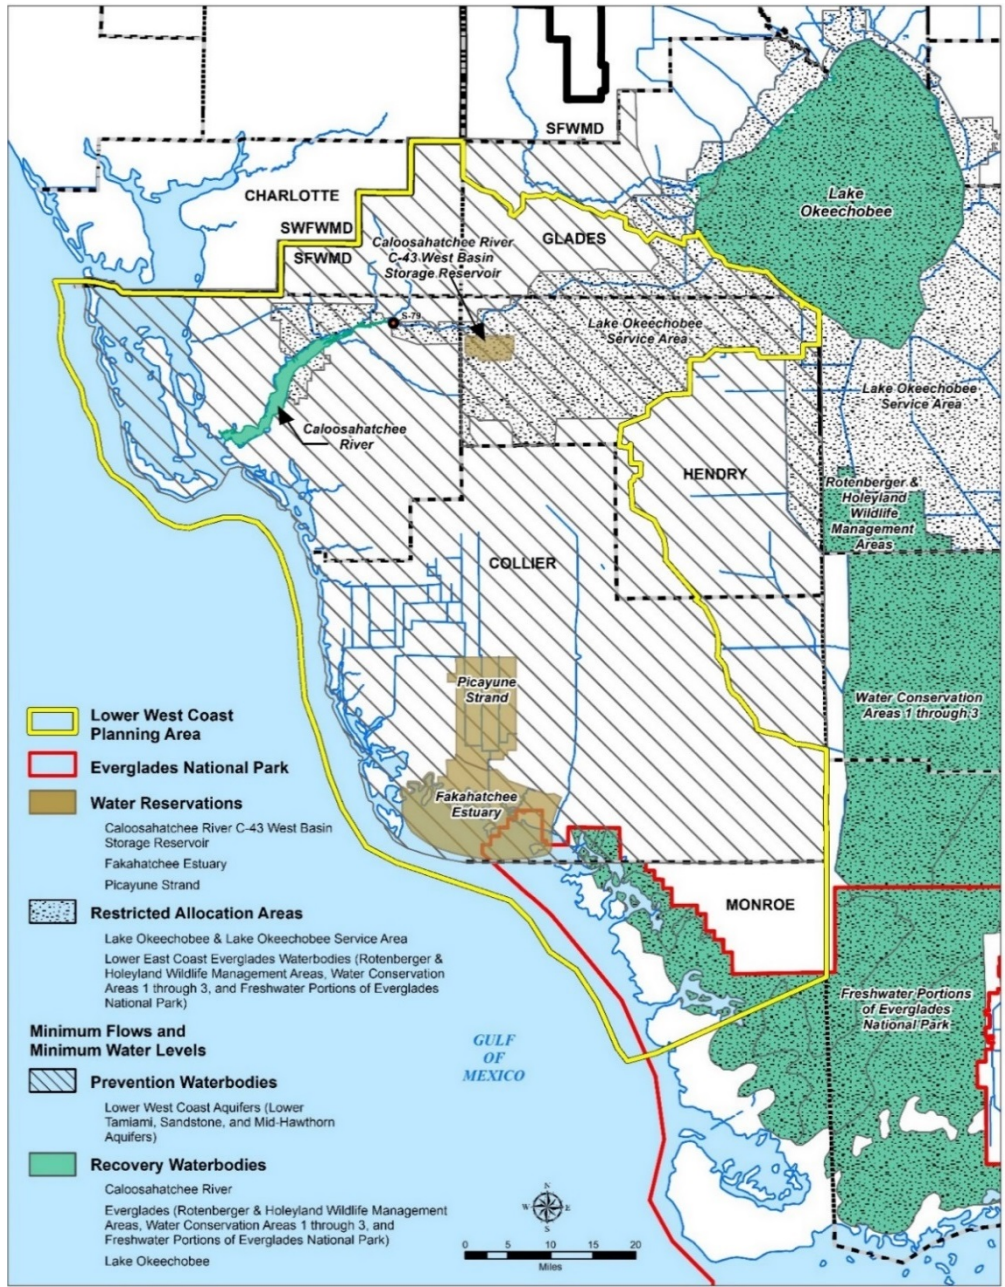 SFWMD
CHARLOTTE
SWFWMD
SFWMD
GLADES
Lake
Okeechobee
Caloosahatchee River
C-43 West Basin
Storage Reservoir
S-79
Lake Okeechobee
Service Area
Lake Okeechobee
Service Area
Caloosahatchee
River
HENDRY
Rotenberger &
Holeyland
Wildlife
Management
Areas
COLLIER
Picayune
Strand
Water Conservation
Areas 1 through 3
Fakahatchee
Estuary
MONROE
Freshwater Portions
of Everglades
National Park
GULF
OF
MEXICO
Lower West Coast
Planning Area
Everglades National Park
Water Reservations
Caloosahatchee River C-43 West Basin
Storage Reservoir
Fakahatchee Estuary
Picayune Strand
Restricted Allocation Areas
Lake Okeechobee & Lake Okeechobee Service Area
Lower East Coast Everglades Waterbodies (Rotenberger &
Holeyland Wildlife Management Areas, Water Conservation
Areas 1 through 3, and Freshwater Portions of Everglades
National Park)
Minimum Flows and
Minimum Water Levels
Prevention Waterbodies
Lower West Coast Aquifers (Lower
Tamiami, Sandstone, and Mid-Hawthorn
Aquifers)
Recovery Waterbodies
Caloosahatchee River
Everglades (Rotenberger & Holeyland Wildlife Management
Areas, Water Conservation Areas 1 through 3, and
Freshwater Portions of Everglades National Park)
Lake Okeechobee
N
W E
S
0 5 10 15 20
Miles